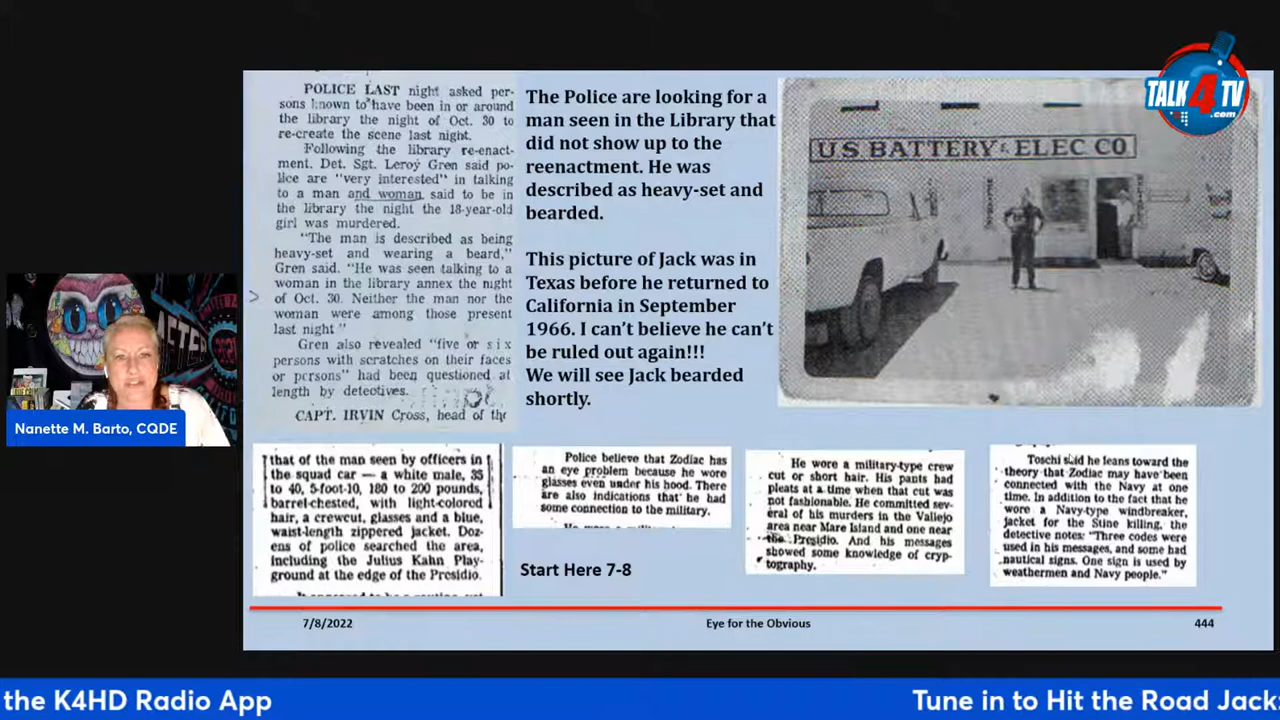 TALK 4 TV
.com
POLICE LAST night asked per-
sons known to have been in or around
the library the night of Oct. 30 to
re-create the scene last night.
Following the library re-enact-
ment. Det. Sgt. Leroy Gren said po-
lice are "very interested" in talking
to a man and woman said to be in
the library the night the 18-year-old
girl was murdered.
"The man is described as being
heavy-set and wearing a beard,"
Gren said. "He was seen talking to a
woman in the library annex the night
of Oct. 30. Neither the man nor the
woman were among those present
last night"
Gren also revealed "five or six
persons with scratches on their faces
or persons" had been questioned at
length by detectives.
CAPT. IRVIN Cross, head of the
The Police are looking for a
man seen in the Library that
did not show up to the
reenactment. He was
described as heavy-set and
bearded.
This picture of Jack was in
Texas before he returned to
California in September
1966. I can't believe he can't
be ruled out again!!!
We will see Jack bearded
shortly.
U.S BATTERY & ELEC CO
Nanette M. Barto, CQDE
that of the man seen by officers in
the squad car — a white male, 35
to 40, 5-foot-10, 180 to 200 pounds,
barrel-chested, with light-colored
hair, a crewcut, glasses and a blue,
waist-length zippered jacket. Doz-
ens of police searched the area,
including the Julius Kahn Play-
ground at the edge of the Presidio.
Police believe that Zodiac has
an eye problem because he wore
glasses even under his hood. There
are also indications that he had
some connection to the military.
He wore a military-type crew
cut or short hair. His pants had
pleats at a time when that cut was
not fashionable. He committed sev-
eral of his murders in the Vallejo
area near Mare Island and one near
the Presidio. And his messages
showed some knowledge of cryp-
tography.
Toschi said he leans toward the
theory that Zodiac may have been
connected with the Navy at one
time. In addition to the fact that he
wore a Navy-type windbreaker,
jacket for the Stine killing, the
detective notes: "Three codes were
used in his messages, and some had
nautical signs. One sign is used by
weathermen and Navy people."
Start Here 7-8
7/8/2022
Eye for the Obvious
444
the K4HD Radio App
Tune in to Hit the Road Jack: